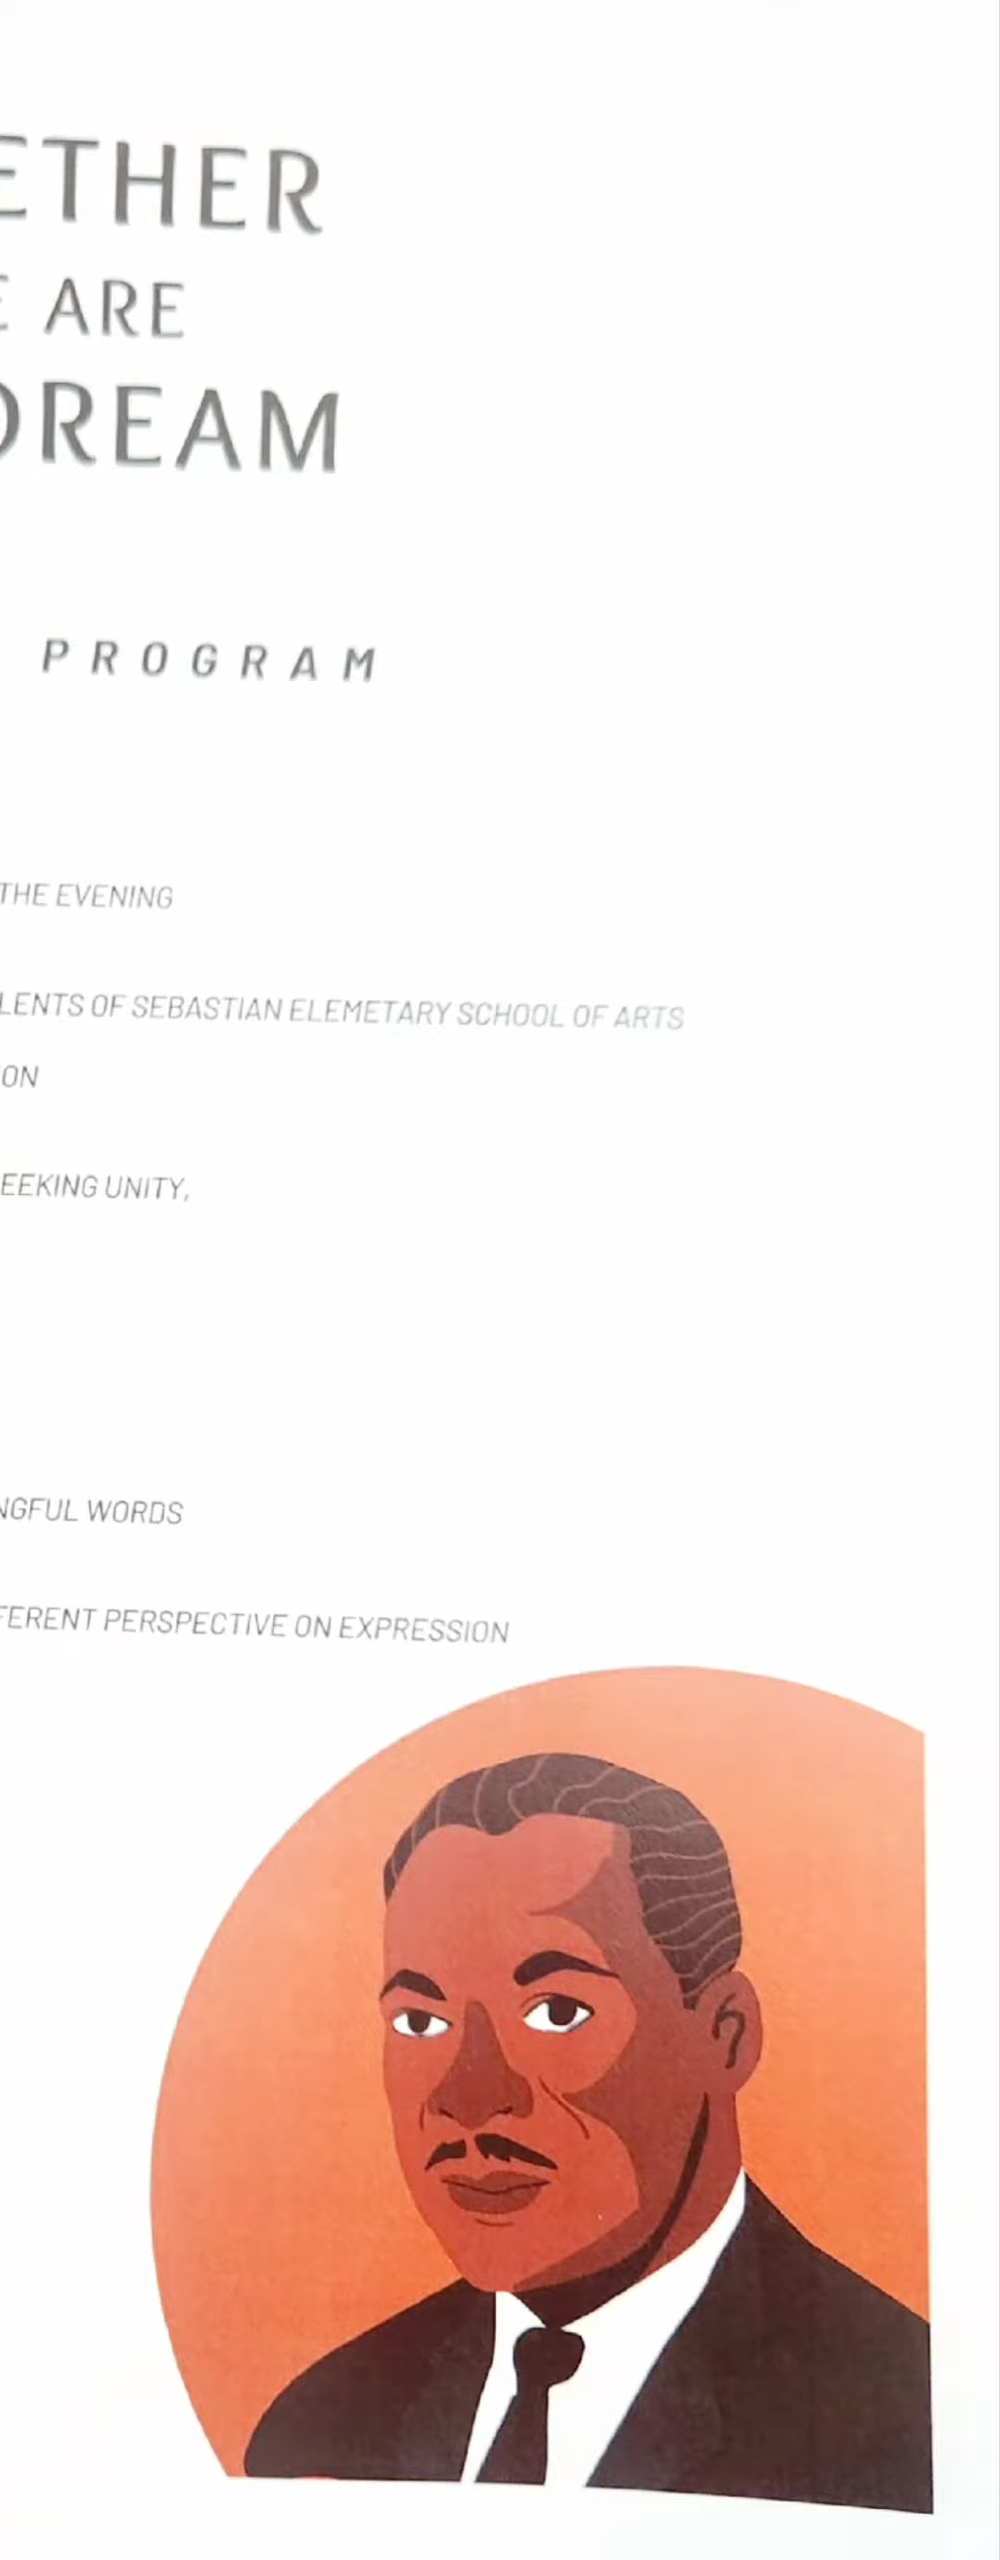 ETHER
E ARE
DREAM
PROGRAM
THE EVENING
LENTS OF SEBASTIAN ELEMETARY SCHOOL OF ARTS
ON
EEKING UNITY,
NGFUL WORDS
FERENT PERSPECTIVE ON EXPRESSION